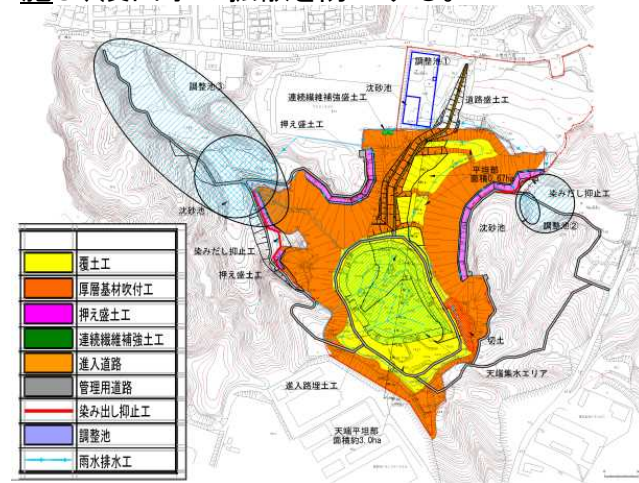 調整池①
調整池③
沈砂池
連続繊維補強盛土工
道路盛土工
押え盛土工
平坦部
面積0.67ha
染みだし抑止工
沈砂池
沈砂池
調整池②
染みだし抑止工
押え盛土工
切土
天端集水エリア
進入路埋土工
天端平坦部
面積約3.0ha
覆土工
厚層基材吹付工
押え盛土工
連続繊維補強土工
進入道路
管理用道路
染み出し抑止工
調整池
雨水排水工